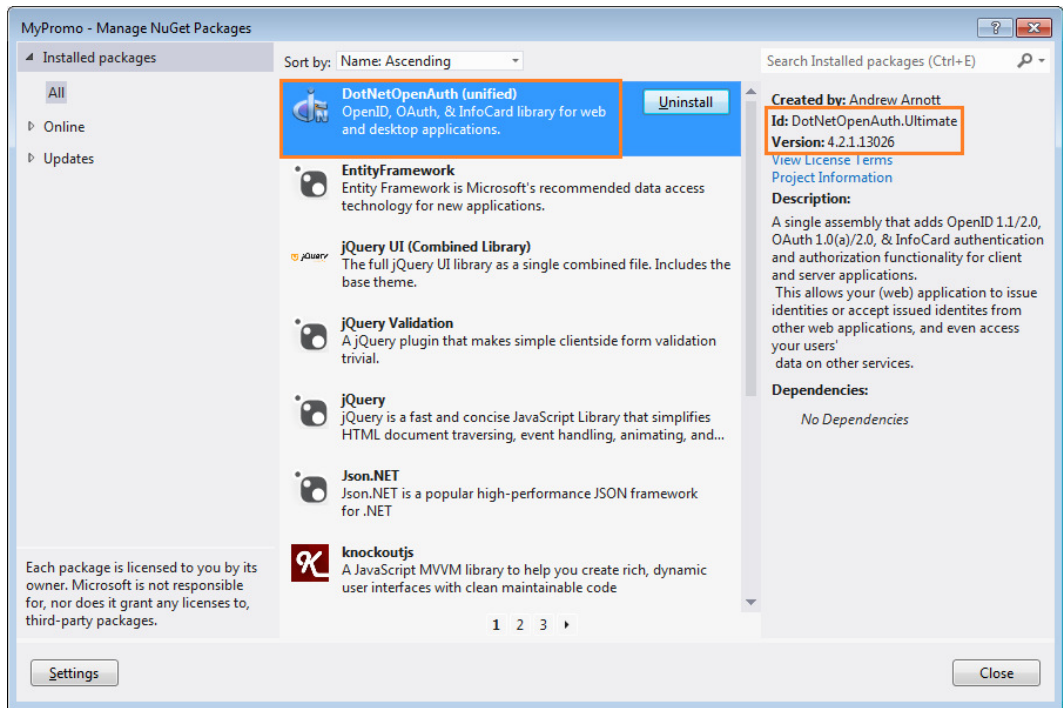 MyPromo - Manage NuGet Packages
Installed packages
All
Online
Updates
Each package is licensed to you by its
owner. Microsoft is not responsible
for, nor does it grant any licenses to,
third-party packages.
Settings
Sort by: Name: Ascending
DotNetOpenAuth (unified)
OpenID, OAuth, & InfoCard library for web
and desktop applications.
Uninstall
EntityFramework
Entity Framework is Microsoft's recommended data access
technology for new applications.
jQuery
jQuery UI (Combined Library)
The full jQuery UI library as a single combined file. Includes the
base theme.
jQuery Validation
A jQuery plugin that makes simple clientside form validation
trivial.
jQuery
jQuery is a fast and concise JavaScript Library that simplifies
HTML document traversing, event handling, animating, and...
Json.NET
Json.NET is a popular high-performance JSON framework
for .NET
knockoutjs
A JavaScript MVVM library to help you create rich, dynamic
user interfaces with clean maintainable code
1 2 3
Search Installed packages (Ctrl+E)
Created by: Andrew Arnott
Id: DotNetOpenAuth.Ultimate
Version: 4.2.1.13026
View License Terms
Project Information
Description:
A single assembly that adds OpenID 1.1/2.0,
OAuth 1.0(a)/2.0, & InfoCard authentication
and authorization functionality for client
and server applications.
This allows your (web) application to issue
identities or accept issued identites from
other web applications, and even access
your users'
data on other services.
Dependencies:
No Dependencies
Close